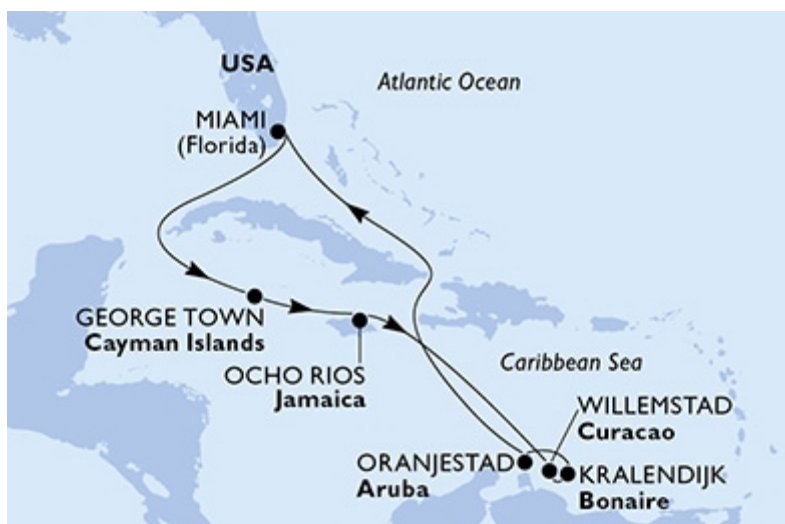 USA
Atlantic Ocean
MIAMI
(Florida)
GEORGE TOWN
Cayman Islands
OCHO RIOS
Jamaica
Caribbean Sea
WILLEMSTAD
Curacao
ORANJESTAD
Aruba
KRALENDIJK
Bonaire